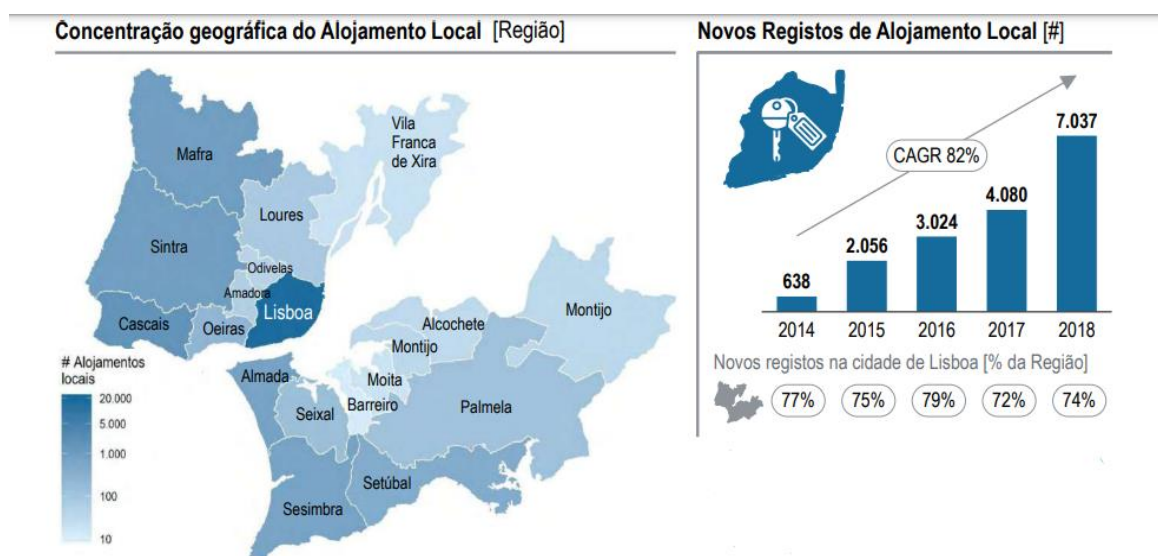 Concentração geográfica do Alojamento Local [Região]
Mafra
Vila
Franca
de Xira
Loures
Sintra
Odivelas
Amadora
Lisboa
Cascais
Oeiras
Montijo
Alcochete
Montijo
Moita
Almada
Barreiro
Seixal
Palmela
Setúbal
Sesimbra
# Alojamentos
locais
20.000
5.000
1.000
100
10
Novos Registos de Alojamento Local [#]
CAGR 82%
638
2.056
3.024
4.080
7.037
2014 2015 2016 2017 2018
Novos registos na cidade de Lisboa [% da Região]
77% 75% 79% 72% 74%